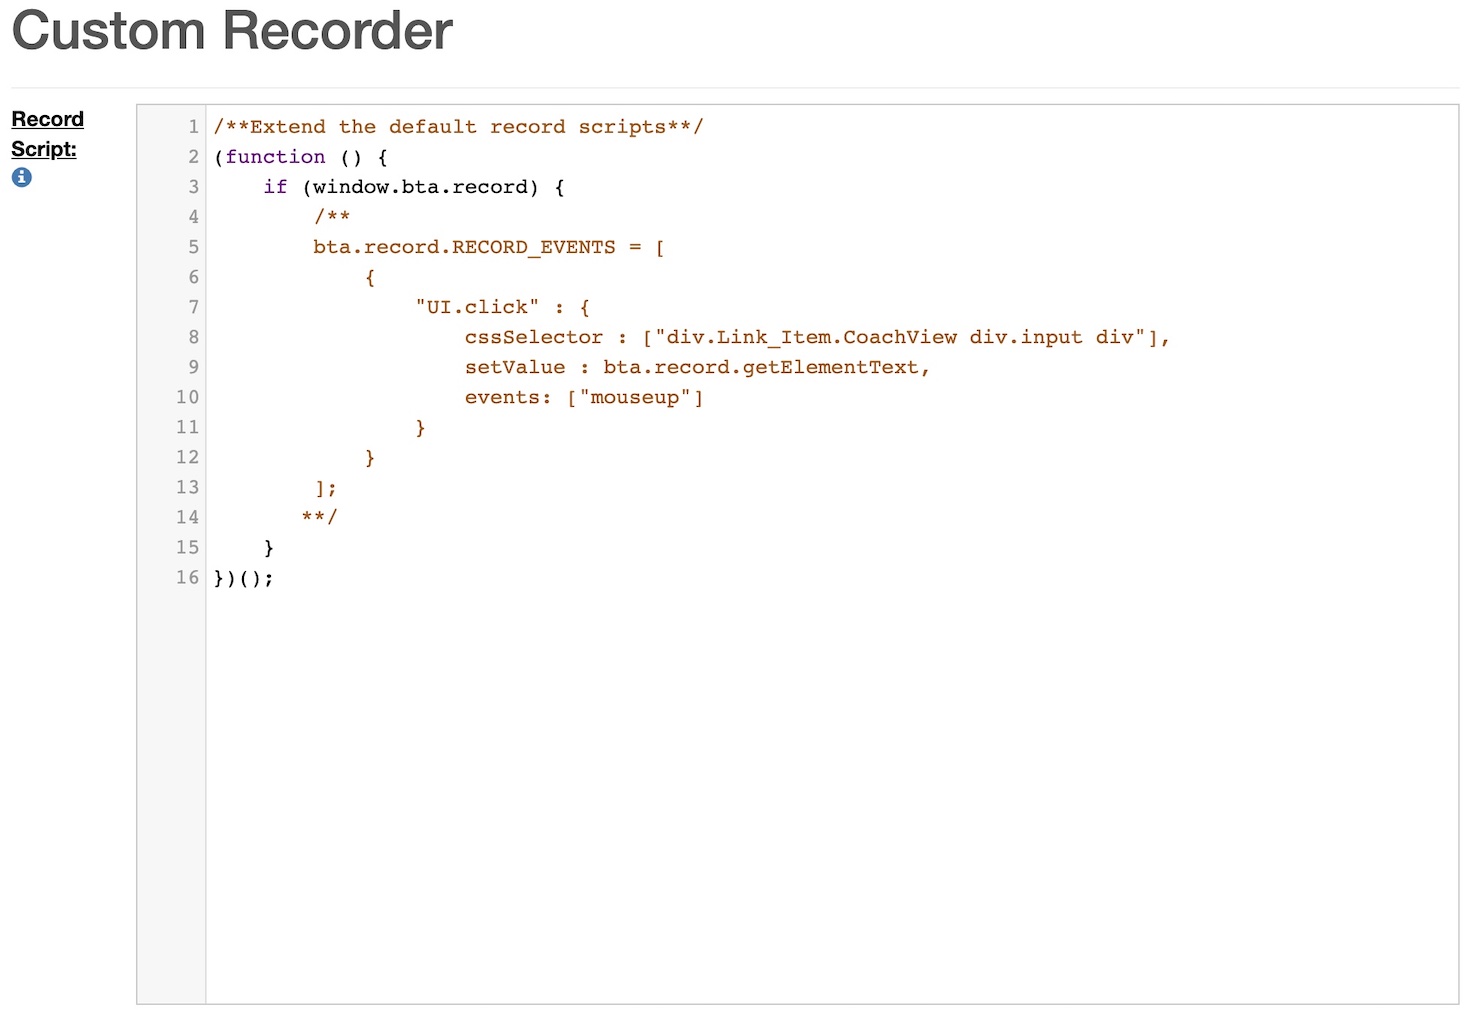 Custom Recorder
Record
Script:
1 /**Extend the default record scripts**/
2 (function () {
3     if (window.bta.record) {
4         /**
5         bta.record.RECORD_EVENTS = [
6             {
7                 "UI.click" : {
8                     cssSelector : ["div.Link_Item.CoachView div.input div"],
9                     setValue : bta.record.getElementText,
10                     events: ["mouseup"]
11                 }
12             }
13         ];
14        **/
15     }
16 })();